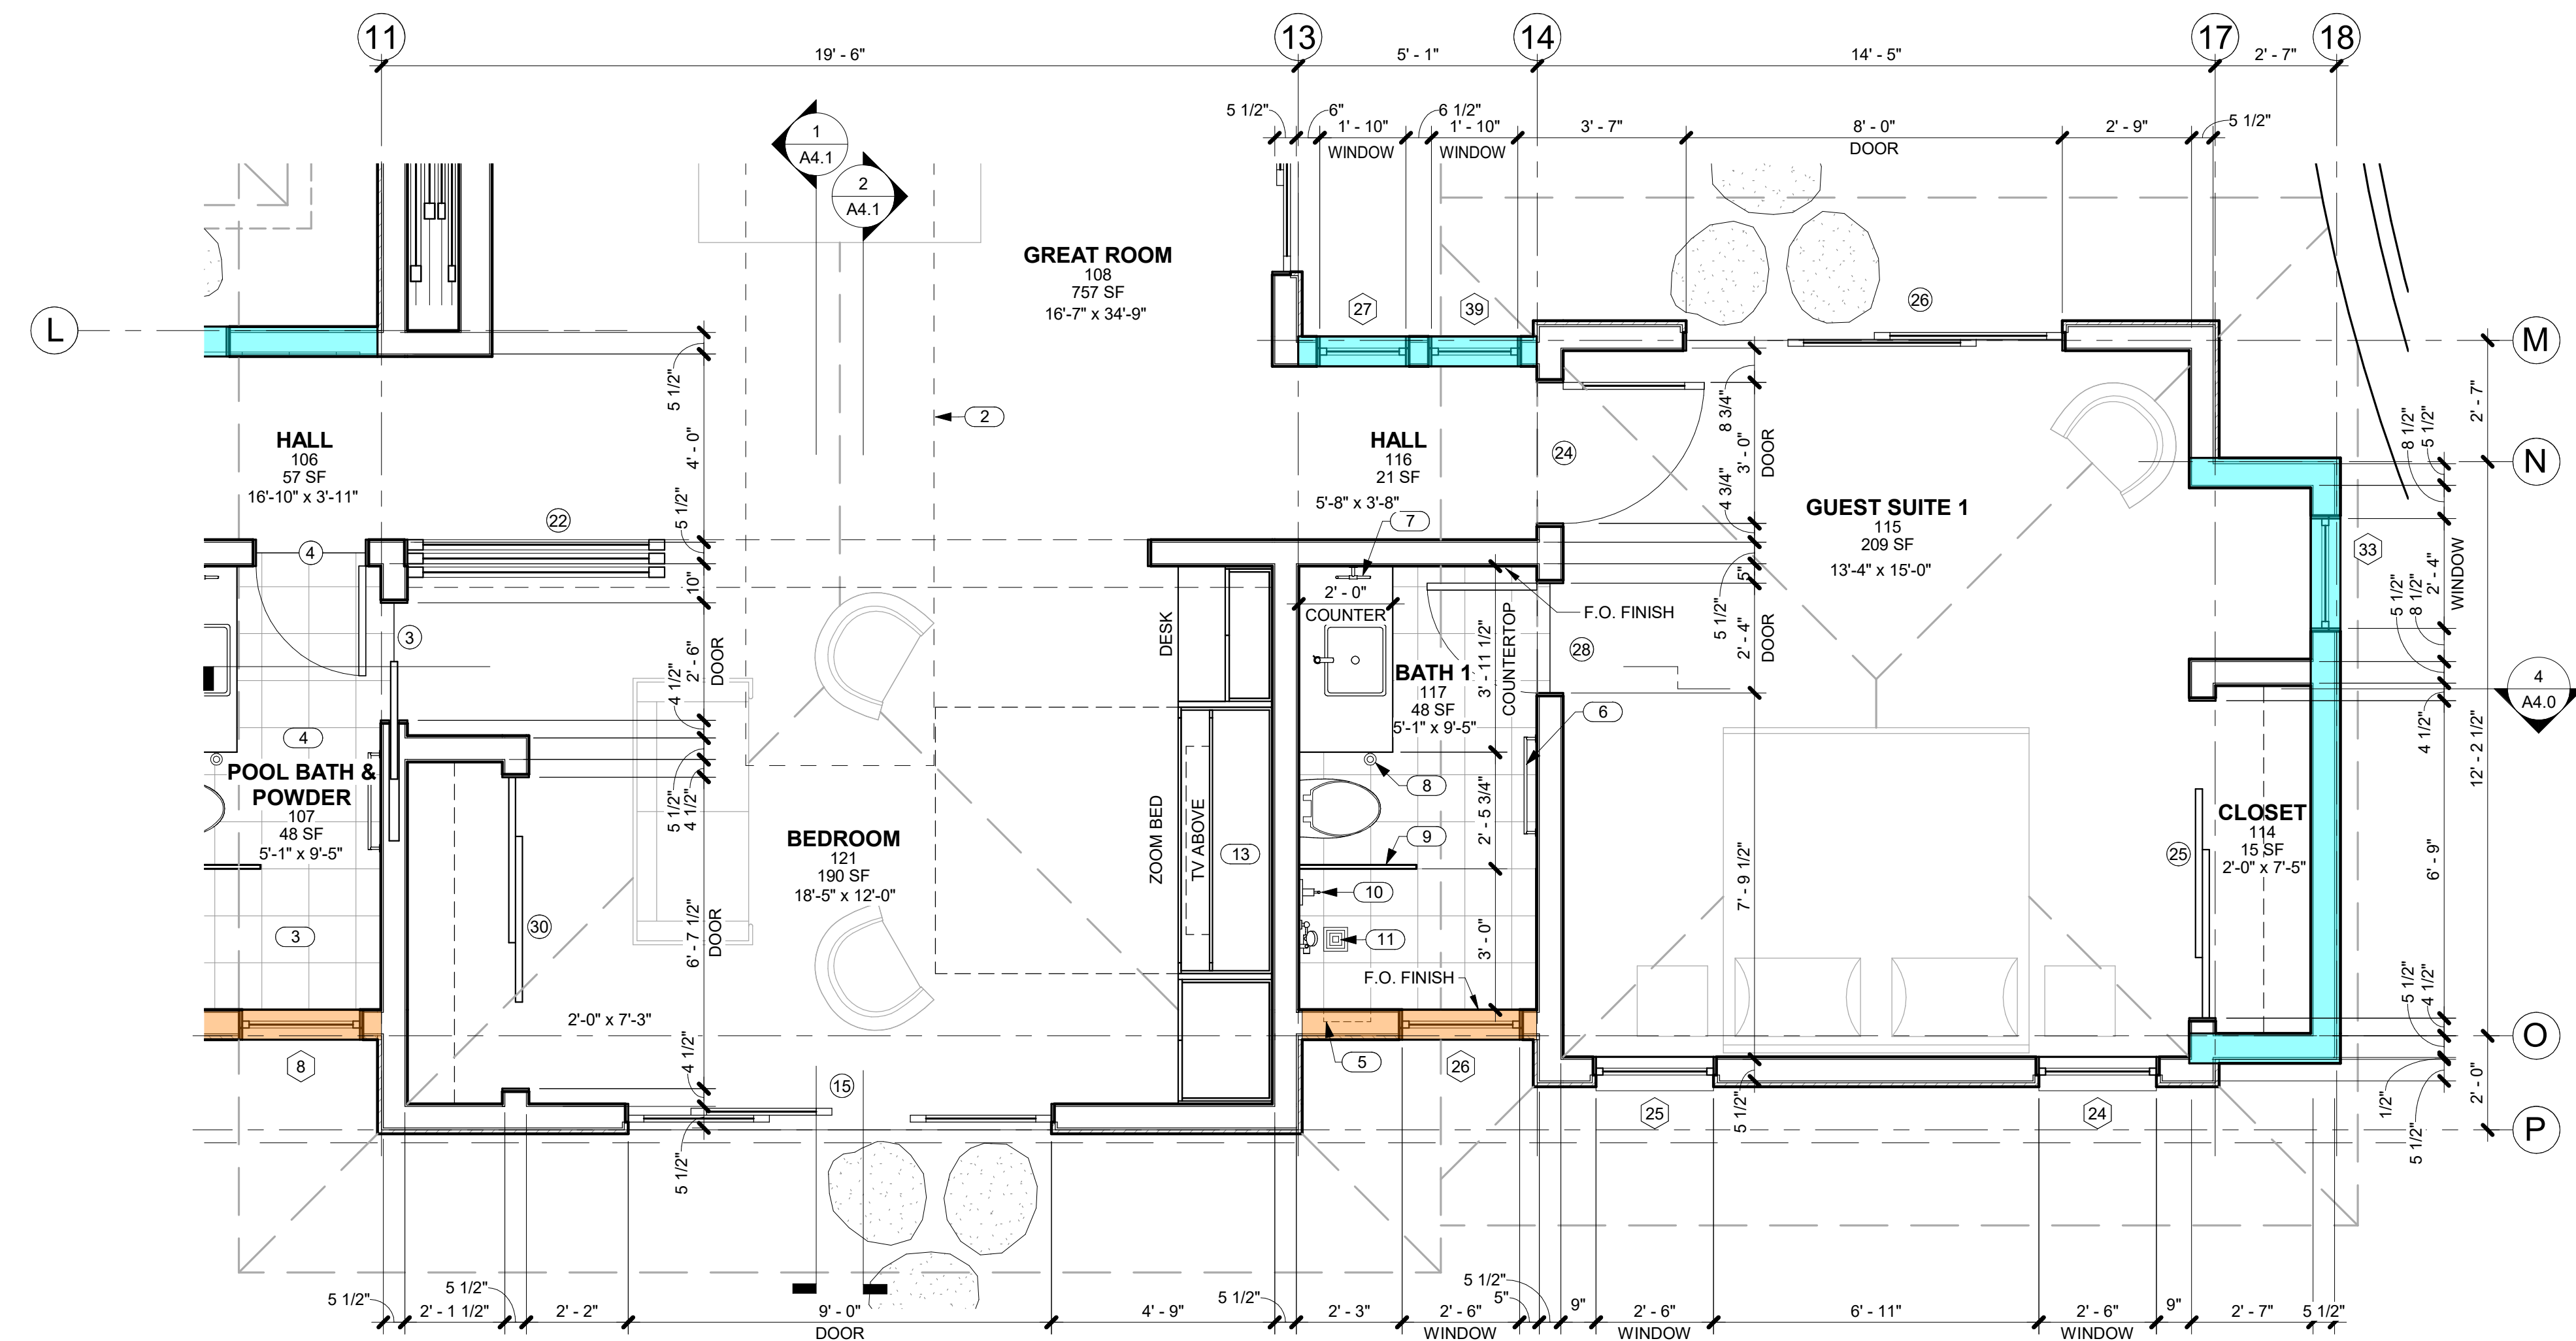 11
13
14
17
18
19' - 6"
5' - 1"
14' - 5"
2' - 7"
5 1/2"
6"
6 1/2"
1' - 10"
WINDOW
1' - 10"
WINDOW
3' - 7"
8' - 0"
DOOR
2' - 9"
5 1/2"
1
A4.1
2
A4.1
GREAT ROOM
108
757 SF
16'-7" x 34'-9"
27
39
26
L
M
N
O
P
2
HALL
106
57 SF
16'-10" x 3'-11"
HALL
116
21 SF
5'-8" x 3'-8"
7
24
GUEST SUITE 1
115
209 SF
13'-4" x 15'-0"
33
22
4
3
4
POOL BATH &
POWDER
107
48 SF
5'-1" x 9'-5"
3
8
5 1/2"
4' - 0"
5 1/2"
10"
2' - 6"
DOOR
4 1/2"
5 1/2"
4 1/2"
6' - 7 1/2"
DOOR
4 1/2"
5 1/2"
30
2'-0" x 7'-3"
BEDROOM
121
190 SF
18'-5" x 12'-0"
15
DESK
ZOOM BED
TV ABOVE
13
2' - 0"
COUNTER
BATH 1
117
48 SF
5'-1" x 9'-5"
3' - 11 1/2"
COUNTERTOP
F.O. FINISH
28
6
8
9
10
11
2' - 5 3/4"
3' - 0"
F.O. FINISH
5
26
8 3/4"
3' - 0"
DOOR
4 3/4"
5"
5 1/2"
2' - 4"
DOOR
7' - 9 1/2"
5 1/2"
25
24
CLOSET
114
15 SF
2'-0" x 7'-5"
25
2' - 7"
5 1/2"
8 1/2"
2' - 4"
WINDOW
8 1/2"
5 1/2"
4
A4.0
4 1/2"
12' - 2 1/2"
6' - 9"
4 1/2"
5 1/2"
1/2"
5 1/2"
2' - 0"
5 1/2"
2' - 1 1/2"
5 1/2"
2' - 2"
9' - 0"
DOOR
4' - 9"
5 1/2"
2' - 3"
2' - 6"
WINDOW
5"
5 1/2"
9"
2' - 6"
WINDOW
6' - 11"
2' - 6"
WINDOW
9"
2' - 7"
5 1/2"